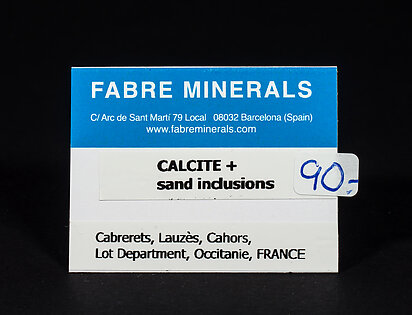 FABRE MINERALS
C/ Arc de Sant Martí 79 Local 08032 Barcelona (Spain)
www.fabreminerals.com
CALCITE +
sand inclusions
90,-
Cabrerets, Lauzès, Cahors,
Lot Department, Occitanie, FRANCE